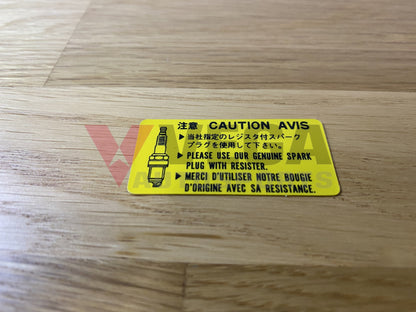 注意 CAUTION AVIS
▶当社指定のレジスタ付スパーク
プラグを使用して下さい。
▶PLEASE USE OUR GENUINE SPARK
PLUG WITH RESISTER.
▶MERCI D'UTILISER NOTRE BOUGIE
D'ORIGINE AVEC SA RESISTANCE.